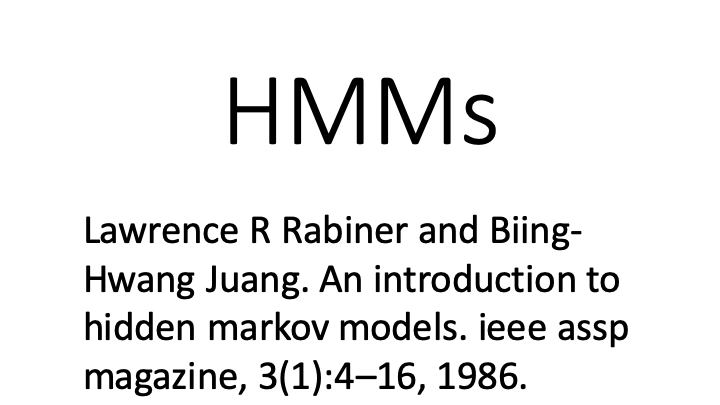 HMMs
Lawrence R Rabiner and Biing-
Hwang Juang. An introduction to
hidden markov models. ieee assp
magazine, 3(1):4–16, 1986.